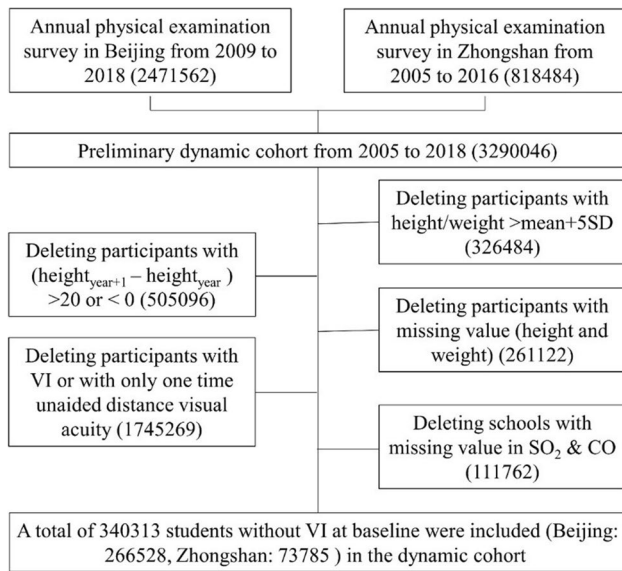 Annual physical examination
survey in Beijing from 2009 to
2018 (2471562)
Annual physical examination
survey in Zhongshan from
2005 to 2016 (818484)
Preliminary dynamic cohort from 2005 to 2018 (3290046)
Deleting participants with
height/weight >mean+5SD
(326484)
Deleting participants with
(height_year+1 – height_year )
>20 or < 0 (505096)
Deleting participants with
missing value (height and
weight) (261122)
Deleting participants with
VI or with only one time
unaided distance visual
acuity (1745269)
Deleting schools with
missing value in SO₂ & CO
(111762)
A total of 340313 students without VI at baseline were included (Beijing:
266528, Zhongshan: 73785 ) in the dynamic cohort